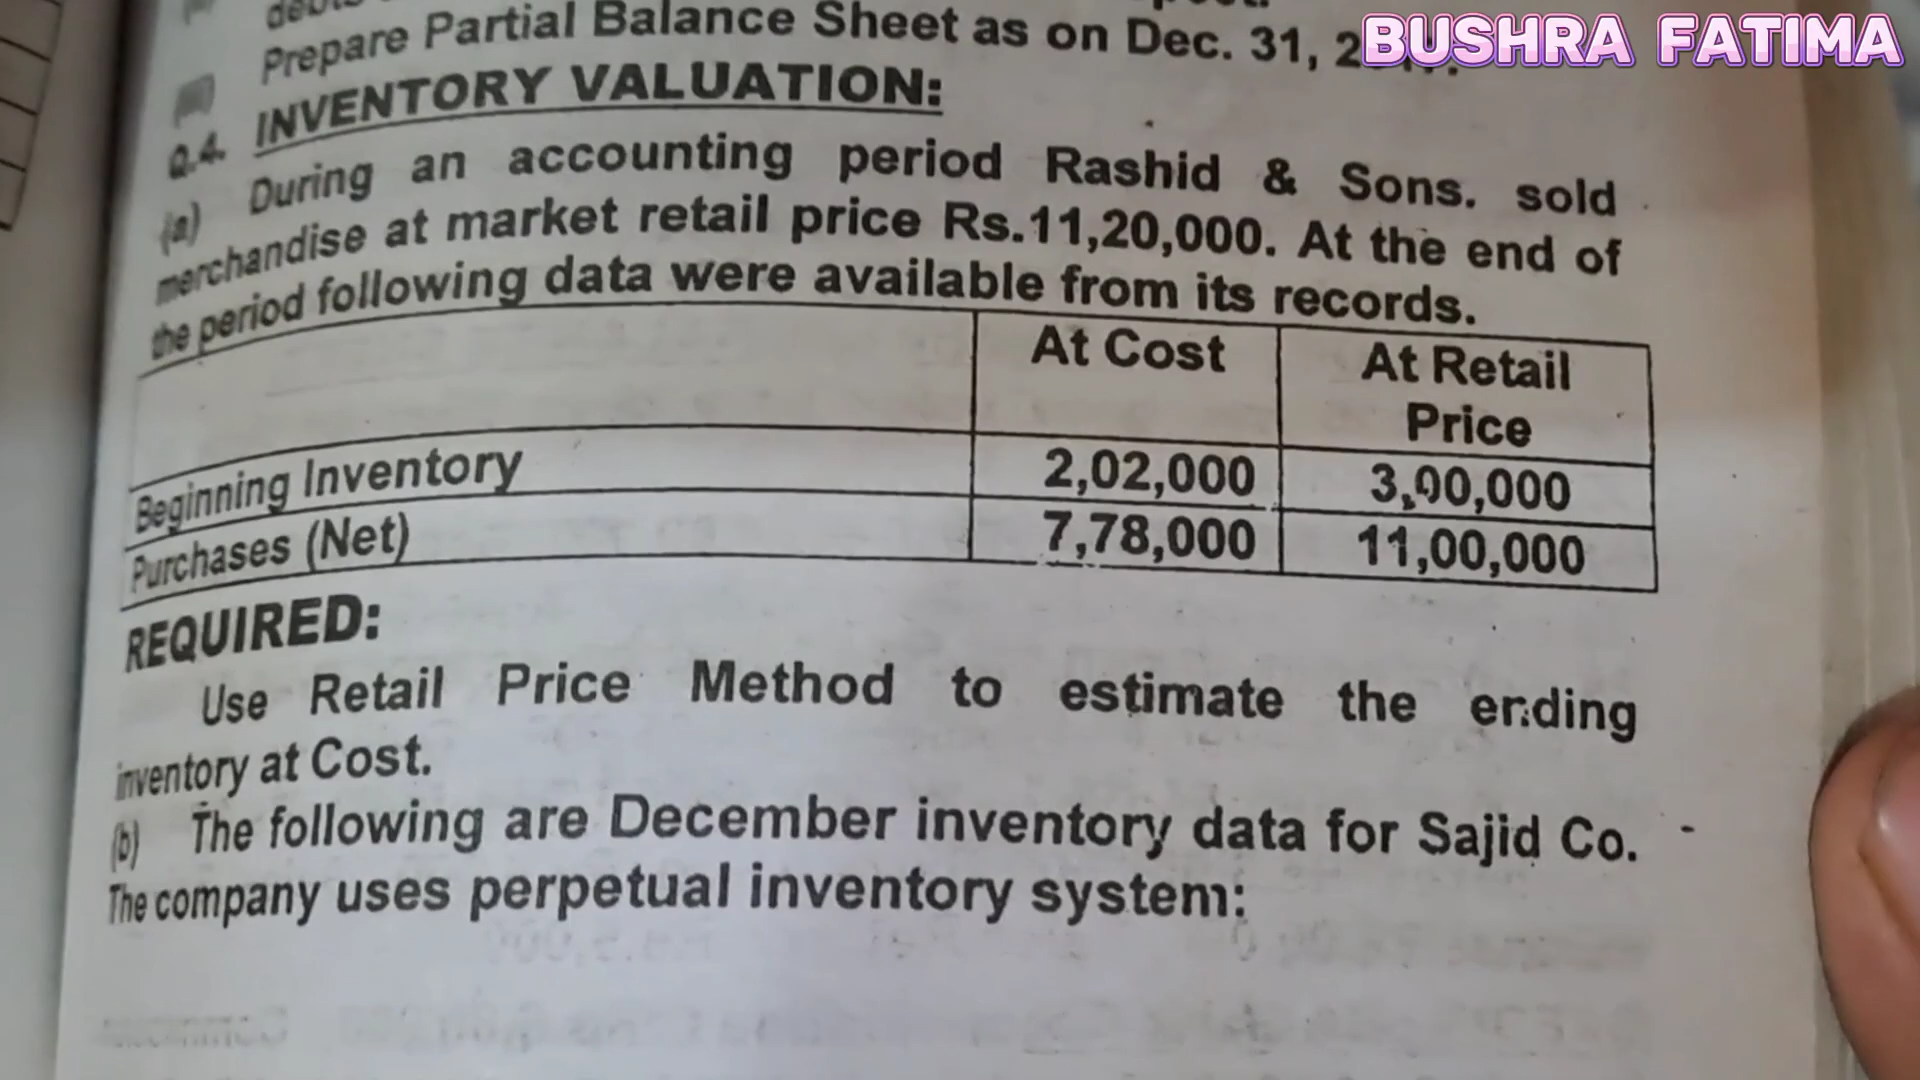 Prepare Partial Balance Sheet as on Dec. 31, 2
BUSHRA FATIMA
Q.4. INVENTORY VALUATION:
(a) During an accounting period Rashid & Sons. sold
merchandise at market retail price Rs.11,20,000. At the end of
the period following data were available from its records.
At Cost At Retail Price
Beginning Inventory 2,02,000 3,00,000
Purchases (Net) 7,78,000 11,00,000
REQUIRED:
Use Retail Price Method to estimate the ending
inventory at Cost.
(b) The following are December inventory data for Sajid Co.
The company uses perpetual inventory system: